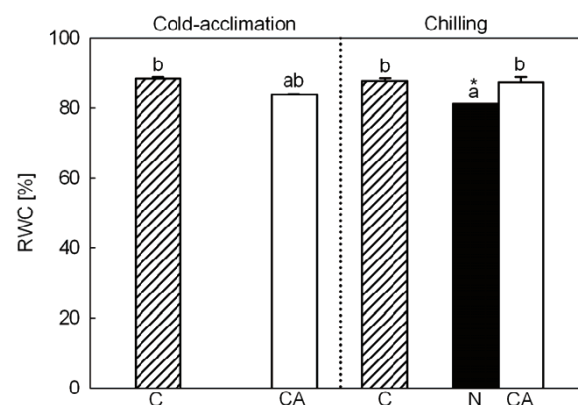 Cold-acclimation Chilling
100
80
60
40
20
0
RWC [%]
b
ab
b
*
a
b
C CA C N CA